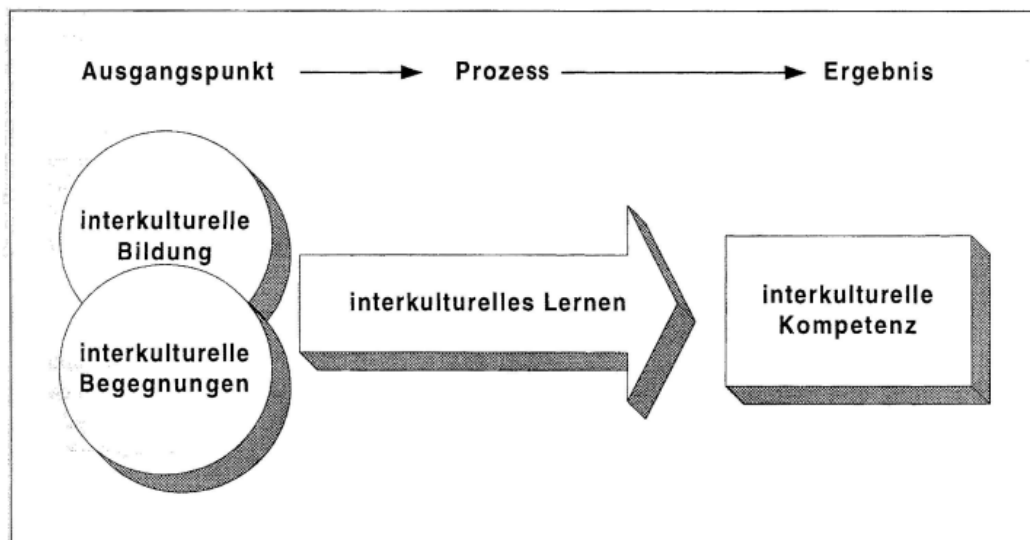 Ausgangspunkt Prozess Ergebnis
interkulturelle
Bildung
interkulturelle
Begegnungen
interkulturelles Lernen
interkulturelle
Kompetenz